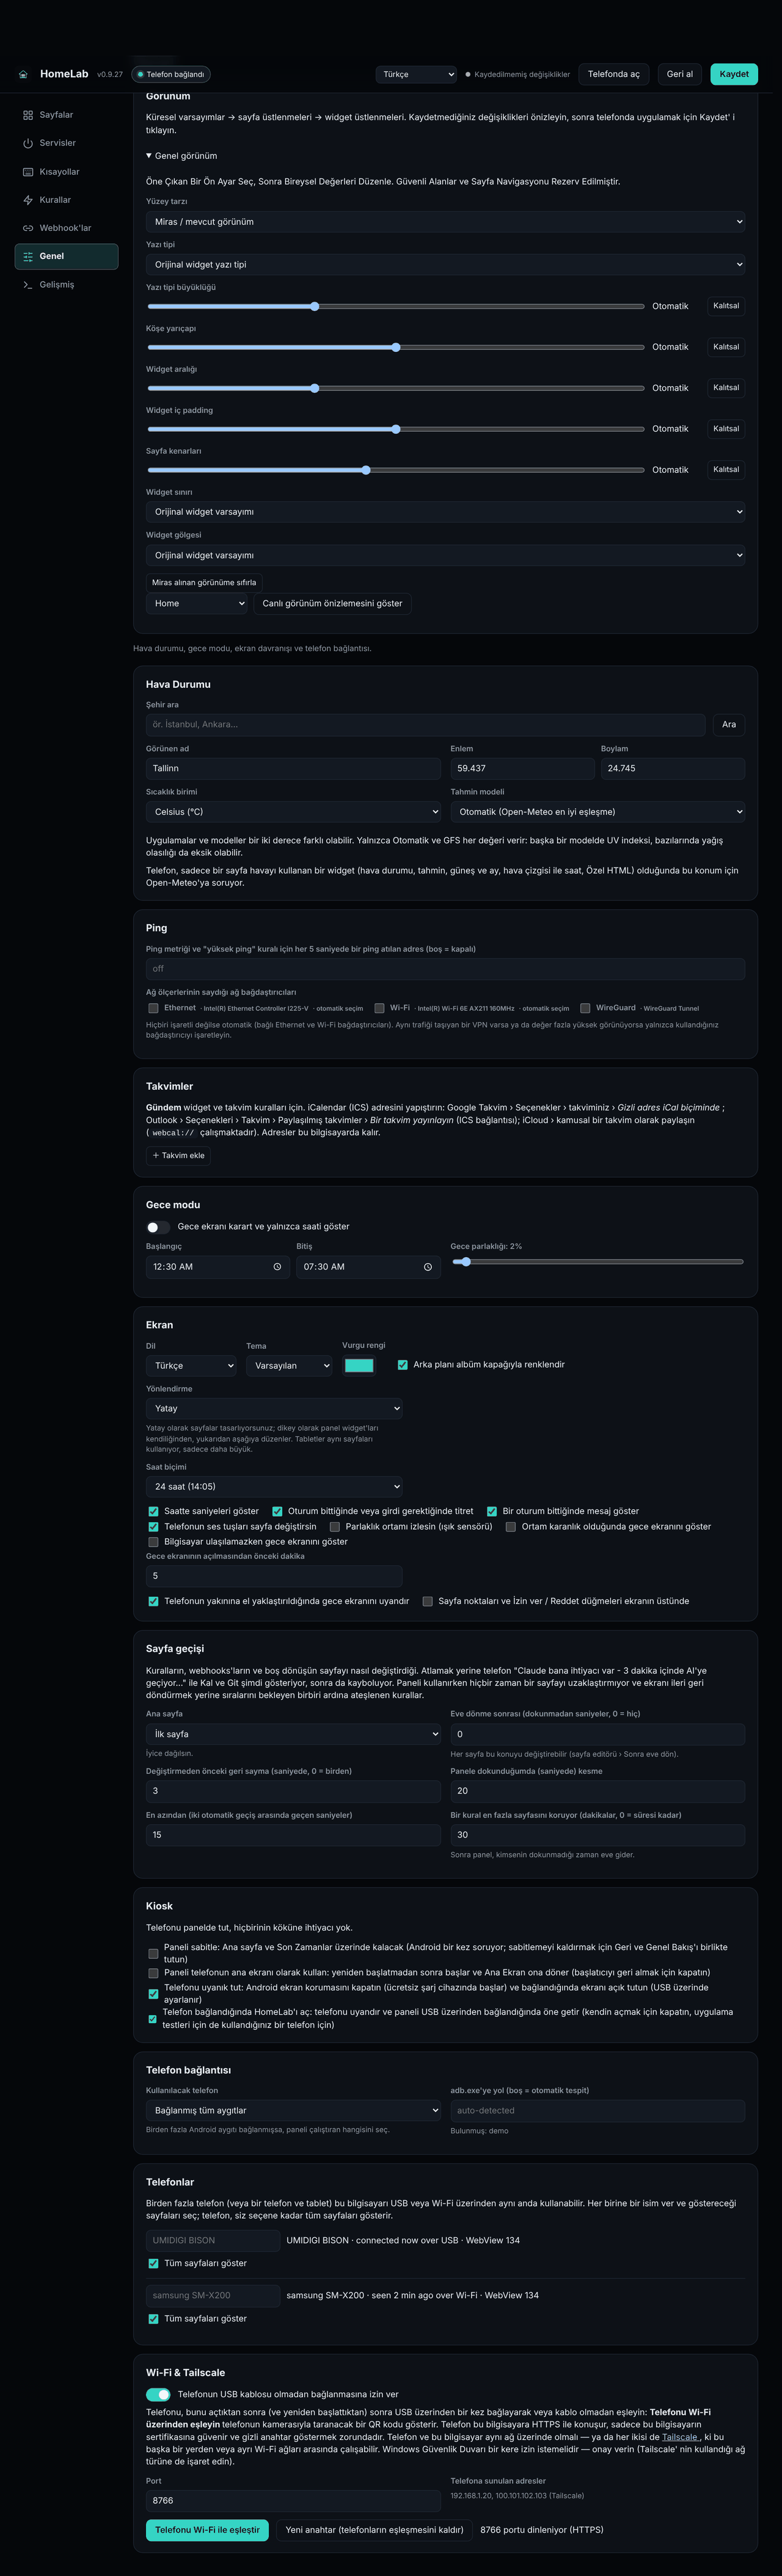 HomeLab v0.9.27 Telefon bağlandı Türkçe Kaydedilmemiş değişiklikler Telefonda aç Geri al Kaydet
Sayfalar
Servisler
Kısayollar
Kurallar
Webhook'lar
Genel
Gelişmiş
Görünüm
Küresel varsayımlar → sayfa üstlenmeleri → widget üstlenmeleri. Kaydetmediğiniz değişiklikleri önizleyin, sonra telefonda uygulamak için Kaydet' i
tıklayın.
▼ Genel görünüm
Öne Çıkan Bir Ön Ayar Seç, Sonra Bireysel Değerleri Düzenle. Güvenli Alanlar ve Sayfa Navigasyonu Rezerv Edilmiştir.
Yüzey tarzı
Miras / mevcut görünüm
Yazı tipi
Orijinal widget yazı tipi
Yazı tipi büyüklüğü
Otomatik Kalıtsal
Köşe yarıçapı
Otomatik Kalıtsal
Widget aralığı
Otomatik Kalıtsal
Widget iç padding
Otomatik Kalıtsal
Sayfa kenarları
Otomatik Kalıtsal
Widget sınırı
Orijinal widget varsayımı
Widget gölgesi
Orijinal widget varsayımı
Miras alınan görünüme sıfırla
Home Canlı görünüm önizlemesini göster
Hava durumu, gece modu, ekran davranışı ve telefon bağlantısı.
Hava Durumu
Şehir ara
ör. İstanbul, Ankara... Ara
Görünen ad Enlem Boylam
Tallinn 59.437 24.745
Sıcaklık birimi Tahmin modeli
Celsius (°C) Otomatik (Open-Meteo en iyi eşleşme)
Uygulamalar ve modeller bir iki derece farklı olabilir. Yalnızca Otomatik ve GFS her değeri verir: başka bir modelde UV indeksi, bazılarında yağış
olasılığı da eksik olabilir.
Telefon, sadece bir sayfa havayı kullanan bir widget (hava durumu, tahmin, güneş ve ay, hava çizgisi ile saat, Özel HTML) olduğunda bu konum için
Open-Meteo'ya soruyor.
Ping
Ping metriği ve "yüksek ping" kuralı için her 5 saniyede bir ping atılan adres (boş = kapalı)
off
Ağ ölçerlerinin saydığı ağ bağdaştırıcıları
Ethernet · Intel(R) Ethernet Controller I225-V · otomatik seçim Wi-Fi · Intel(R) Wi-Fi 6E AX211 160MHz · otomatik seçim WireGuard · WireGuard Tunnel
Hiçbiri işaretli değilse otomatik (bağlı Ethernet ve Wi-Fi bağdaştırıcıları). Aynı trafiği taşıyan bir VPN varsa ya da değer fazla yüksek görünüyorsa yalnızca kullandığınız
bağdaştırıcıyı işaretleyin.
Takvimler
Gündem widget ve takvim kuralları için. iCalendar (ICS) adresini yapıştırın: Google Takvim › Seçenekler › takviminiz › Gizli adres iCal biçiminde ;
Outlook › Seçenekleri › Takvim › Paylaşılmış takvimler › Bir takvim yayınlayın (ICS bağlantısı); iCloud › kamusal bir takvim olarak paylaşın
( webcal:// çalışmaktadır). Adresler bu bilgisayarda kalır.
+ Takvim ekle
Gece modu
Gece ekranı karart ve yalnızca saati göster
Başlangıç Bitiş Gece parlaklığı: 2%
12:30 AM 07:30 AM
Ekran
Dil Tema Vurgu rengi
Türkçe Varsayılan Arka planı albüm kapağıyla renklendir
Yönlendirme
Yatay
Yatay olarak sayfalar tasarlıyorsunuz; dikey olarak panel widget'ları
kendiliğinden, yukarıdan aşağıya düzenler. Tabletler aynı sayfaları
kullanıyor, sadece daha büyük.
Saat biçimi
24 saat (14:05)
Saatte saniyeleri göster Oturum bittiğinde veya girdi gerektiğinde titret Bir oturum bittiğinde mesaj göster
Telefonun ses tuşları sayfa değiştirsin Parlaklık ortamı izlesin (ışık sensörü) Ortam karanlık olduğunda gece ekranını göster
Bilgisayar ulaşılamazken gece ekranını göster
Gece ekranının açılmasından önceki dakika
5
Telefonun yakınına el yaklaştırıldığında gece ekranını uyandır Sayfa noktaları ve İzin ver / Reddet düğmeleri ekranın üstünde
Sayfa geçişi
Kuralların, webhooks'ların ve boş dönüşün sayfayı nasıl değiştirdiği. Atlamak yerine telefon "Claude bana ihtiyacı var - 3 dakika içinde AI'ye
geçiyor..." ile Kal ve Git şimdi gösteriyor, sonra da kayboluyor. Paneli kullanırken hiçbir zaman bir sayfayı uzaklaştırmıyor ve ekranı ileri geri
döndürmek yerine sıralarını bekleyen birbiri ardına ateşlenen kurallar.
Ana sayfa Eve dönme sonrası (dokunmadan saniyeler, 0 = hiç)
İlk sayfa 0
İyice dağılsın. Her sayfa bu konuyu değiştirebilir (sayfa editörü › Sonra eve dön).
Değiştirmeden önceki geri sayma (saniyede, 0 = birden) Panele dokunduğumda (saniyede) kesme
3 20
En azından (iki otomatik geçiş arasında geçen saniyeler) Bir kural en fazla sayfasını koruyor (dakikalar, 0 = süresi kadar)
15 30
Sonra panel, kimsenin dokunmadığı zaman eve gider.
Kiosk
Telefonu panelde tut, hiçbirinin köküne ihtiyacı yok.
Paneli sabitle: Ana sayfa ve Son Zamanlar üzerinde kalacak (Android bir kez soruyor; sabitlemeyi kaldırmak için Geri ve Genel Bakış'ı birlikte
tutun)
Paneli telefonun ana ekranı olarak kullan: yeniden başlatmadan sonra başlar ve Ana Ekran ona döner (başlatıcıyı geri almak için kapatın)
Telefonu uyanık tut: Android ekran korumasını kapatın (ücretsiz şarj cihazında başlar) ve bağlandığında ekranı açık tutun (USB üzerinde
ayarlanır)
Telefon bağlandığında HomeLab'ı aç: telefonu uyandır ve paneli USB üzerinden bağlandığında öne getir (kendin açmak için kapatın, uygulama
testleri için de kullandığınız bir telefon için)
Telefon bağlantısı
Kullanılacak telefon adb.exe'ye yol (boş = otomatik tespit)
Bağlanmış tüm aygıtlar auto-detected
Birden fazla Android aygıtı bağlanmışsa, paneli çalıştıran hangisini seç. Bulunmuş: demo
Telefonlar
Birden fazla telefon (veya bir telefon ve tablet) bu bilgisayarı USB veya Wi-Fi üzerinden aynı anda kullanabilir. Her birine bir isim ver ve göstereceği
sayfaları seç; telefon, siz seçene kadar tüm sayfaları gösterir.
UMIDIGI BISON UMIDIGI BISON · connected now over USB · WebView 134
Tüm sayfaları göster
samsung SM-X200 samsung SM-X200 · seen 2 min ago over Wi-Fi · WebView 134
Tüm sayfaları göster
Wi-Fi & Tailscale
Telefonun USB kablosu olmadan bağlanmasına izin ver
Telefonu, bunu açtıktan sonra (ve yeniden başlattıktan) sonra USB üzerinden bir kez bağlayarak veya kablo olmadan eşleyin: Telefonu Wi-Fi
üzerinden eşleyin telefonun kamerasıyla taranacak bir QR kodu gösterir. Telefon bu bilgisayara HTTPS ile konuşur, sadece bu bilgisayarın
sertifikasına güvenir ve gizli anahtar göstermek zorundadır. Telefon ve bu bilgisayar aynı ağ üzerinde olmalı — ya da her ikisi de Tailscale , ki bu
başka bir yerden veya ayrı Wi-Fi ağları arasında çalışabilir. Windows Güvenlik Duvarı bir kere izin istemelidir — onay verin (Tailscale' nin kullandığı ağ
türüne de işaret edin).
Port Telefona sunulan adresler
8766 192.168.1.20, 100.101.102.103 (Tailscale)
Telefonu Wi-Fi ile eşleştir Yeni anahtar (telefonların eşleşmesini kaldır) 8766 portu dinleniyor (HTTPS)